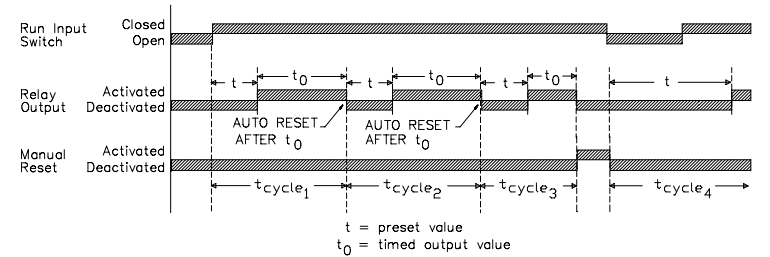 Run Input Switch
Closed
Open
Relay Output
Activated
Deactivated
t
t0
t
t0
t
t0
t
AUTO RESET
AFTER t0
AUTO RESET
AFTER t0
Manual Reset
Activated
Deactivated
tcycle1
tcycle2
tcycle3
tcycle4
t = preset value
t0 = timed output value